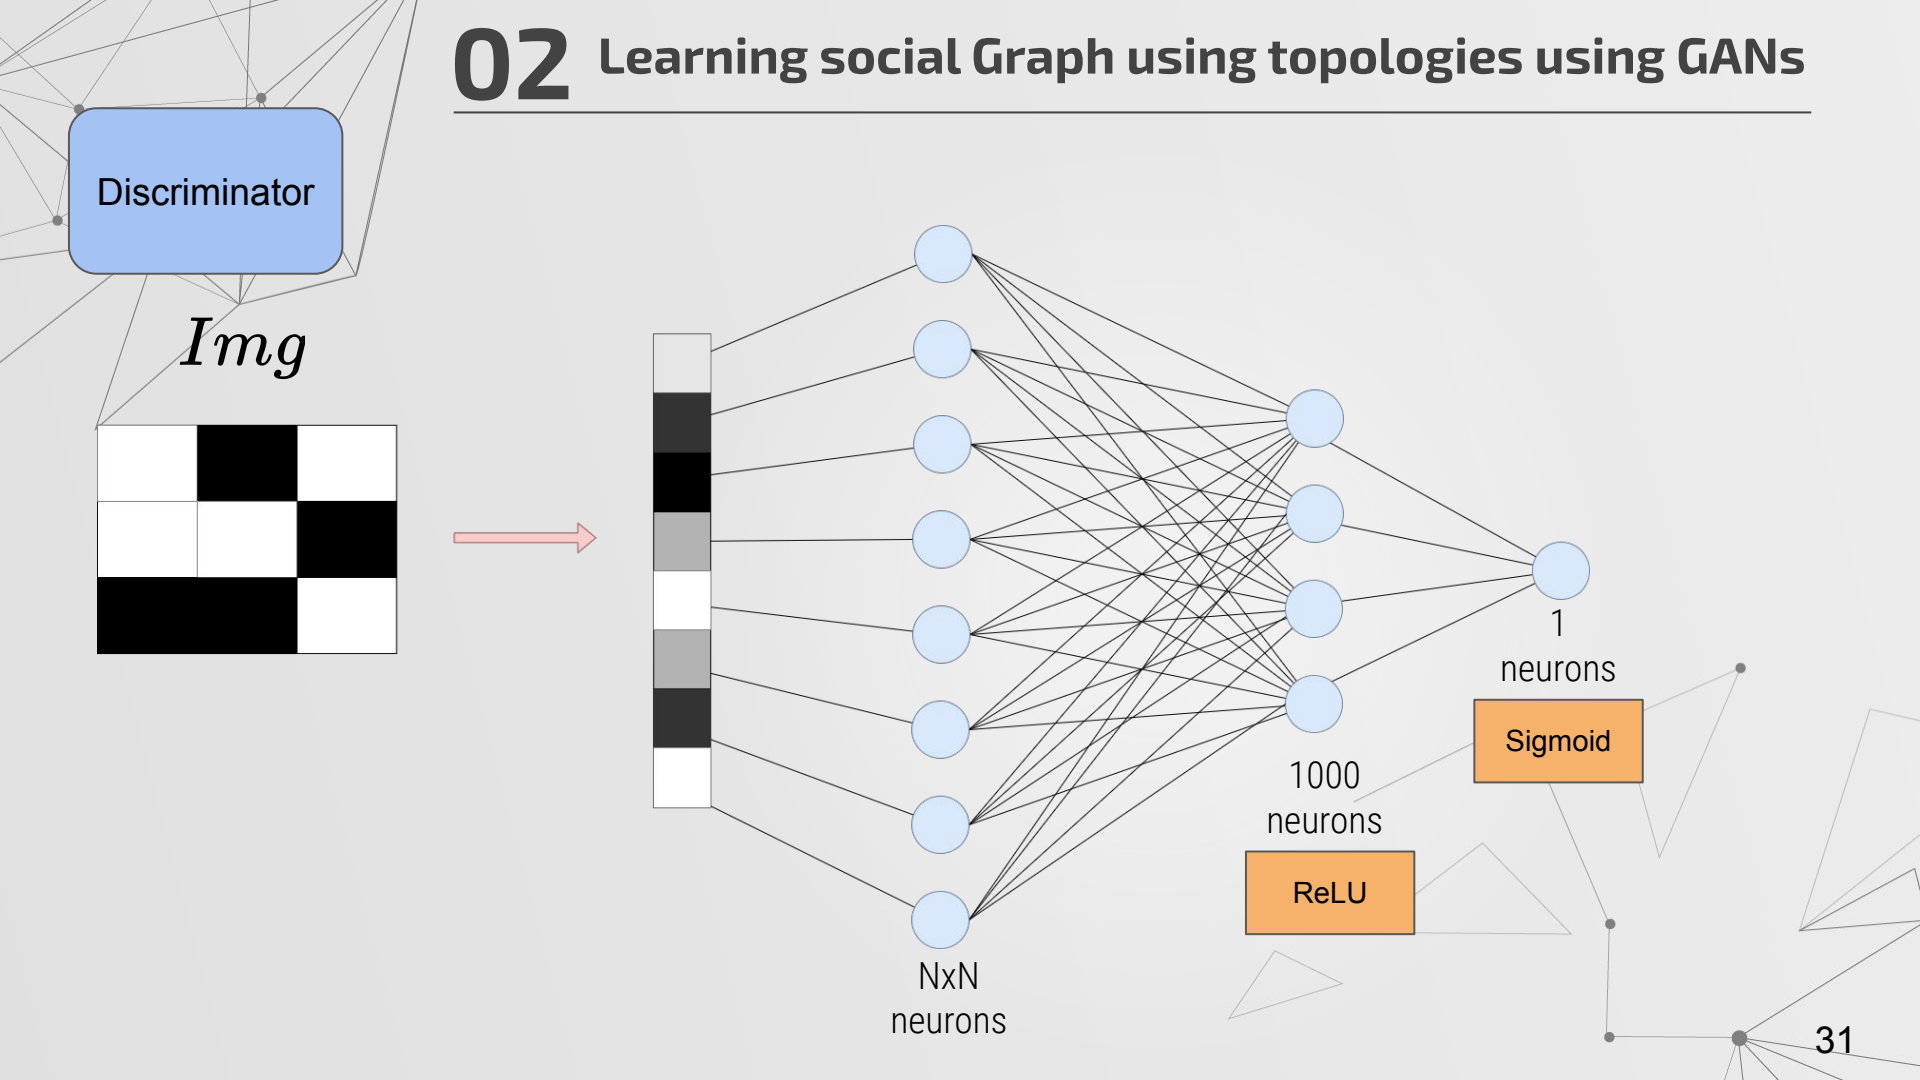 02 Learning social Graph using topologies using GANs
Discriminator
Img
1
neurons
Sigmoid
1000
neurons
ReLU
NxN
neurons
31